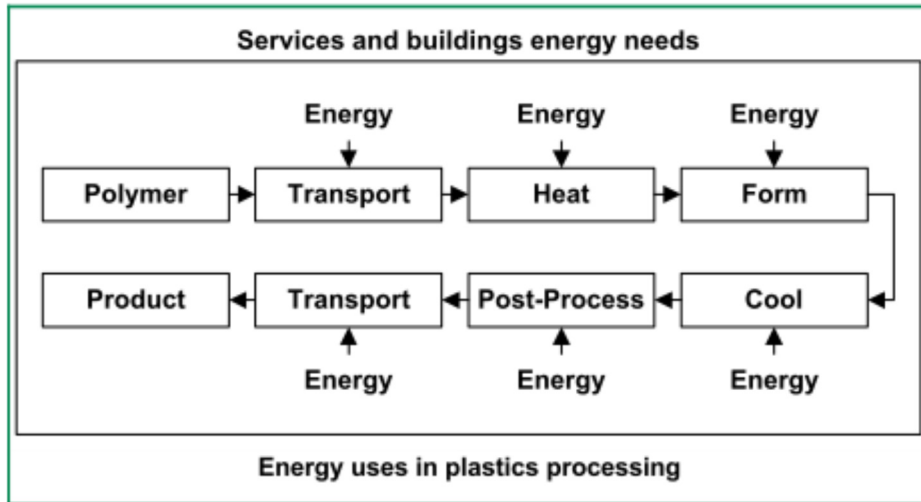 Services and buildings energy needs
Energy Energy Energy
Polymer Transport Heat Form
Product Transport Post-Process Cool
Energy Energy Energy
Energy uses in plastics processing